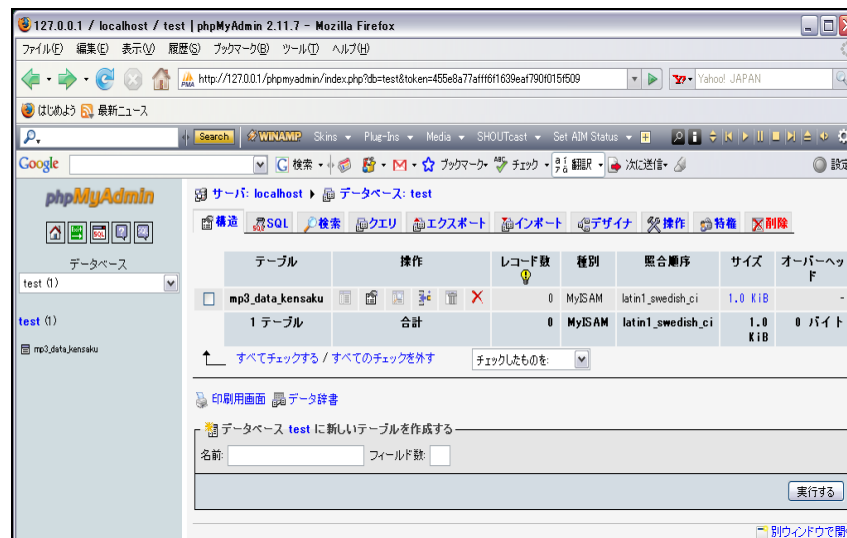 127.0.0.1 / localhost / test | phpMyAdmin 2.11.7 - Mozilla Firefox
ファイル(F) 編集(E) 表示(V) 履歴(S) ブックマーク(B) ツール(T) ヘルプ(H)
http://127.0.0.1/phpmyadmin/index.php?db=test&token=455e8a77afff6f1639eaf790f015f509
Yahoo! JAPAN
はじめよう 最新ニュース
Search WINAMP Skins Plug-Ins Media SHOUTcast Set AIM Status
Google 検索 ブックマーク チェック 翻訳 次に送信 設定
phpMyAdmin
データベース
test (1)
test (1)
mp3_data_kensaku
サーバ: localhost データベース: test
構造 SQL 検索 クエリ エクスポート インポート デザイナ 操作 特権 削除
テーブル 操作 レコード数 種別 照合順序 サイズ オーバーヘッド
mp3_data_kensaku 0 MyISAM latin1_swedish_ci 1.0 KiB -
1 テーブル 合計 0 MyISAM latin1_swedish_ci 1.0 KiB 0 バイト
すべてチェックする / すべてのチェックを外す チェックしたものを:
印刷用画面 データ辞書
データベース test に新しいテーブルを作成する
名前: フィールド数:
実行する
別ウィンドウで開